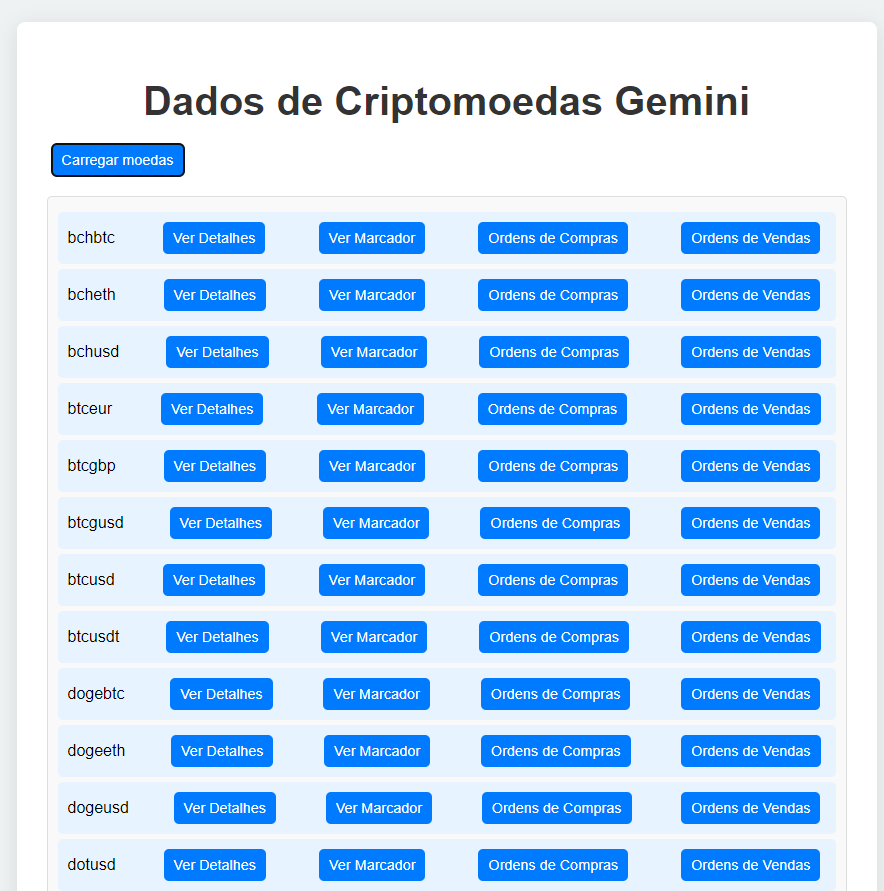 Dados de Criptomoedas Gemini
Carregar moedas
bchbtc Ver Detalhes Ver Marcador Ordens de Compras Ordens de Vendas
bcheth Ver Detalhes Ver Marcador Ordens de Compras Ordens de Vendas
bchusd Ver Detalhes Ver Marcador Ordens de Compras Ordens de Vendas
btceur Ver Detalhes Ver Marcador Ordens de Compras Ordens de Vendas
btcgbp Ver Detalhes Ver Marcador Ordens de Compras Ordens de Vendas
btcgusd Ver Detalhes Ver Marcador Ordens de Compras Ordens de Vendas
btcusd Ver Detalhes Ver Marcador Ordens de Compras Ordens de Vendas
btcusdt Ver Detalhes Ver Marcador Ordens de Compras Ordens de Vendas
dogebtc Ver Detalhes Ver Marcador Ordens de Compras Ordens de Vendas
dogeeth Ver Detalhes Ver Marcador Ordens de Compras Ordens de Vendas
dogeusd Ver Detalhes Ver Marcador Ordens de Compras Ordens de Vendas
dotusd Ver Detalhes Ver Marcador Ordens de Compras Ordens de Vendas